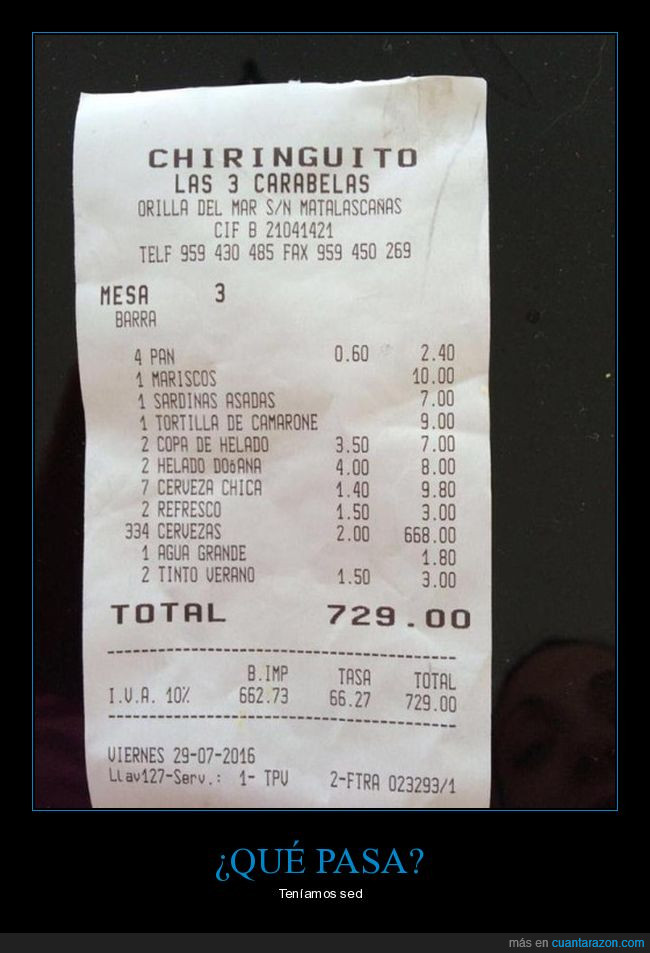 CHIRINGUITO
LAS 3 CARABELAS
ORILLA DEL MAR S/N MATALASCAÑAS
CIF B 21041421
TELF 959 430 485 FAX 959 450 269
MESA 3
BARRA
4 PAN 0.60 2.40
1 MARISCOS 10.00
1 SARDINAS ASADAS 7.00
1 TORTILLA DE CAMARONE 9.00
2 COPA DE HELADO 3.50 7.00
2 HELADO DOóANA 4.00 8.00
7 CERVEZA CHICA 1.40 9.80
2 REFRESCO 1.50 3.00
334 CERVEZAS 2.00 668.00
1 AGUA GRANDE 1.80
2 TINTO VERANO 1.50 3.00
TOTAL 729.00
B.IMP TASA TOTAL
I.V.A. 10% 662.73 66.27 729.00
VIERNES 29-07-2016
Llav127-Serv.: 1- TPV 2-FTRA 023293/1
¿QUÉ PASA?
Teníamos sed
más en cuantarazon.com